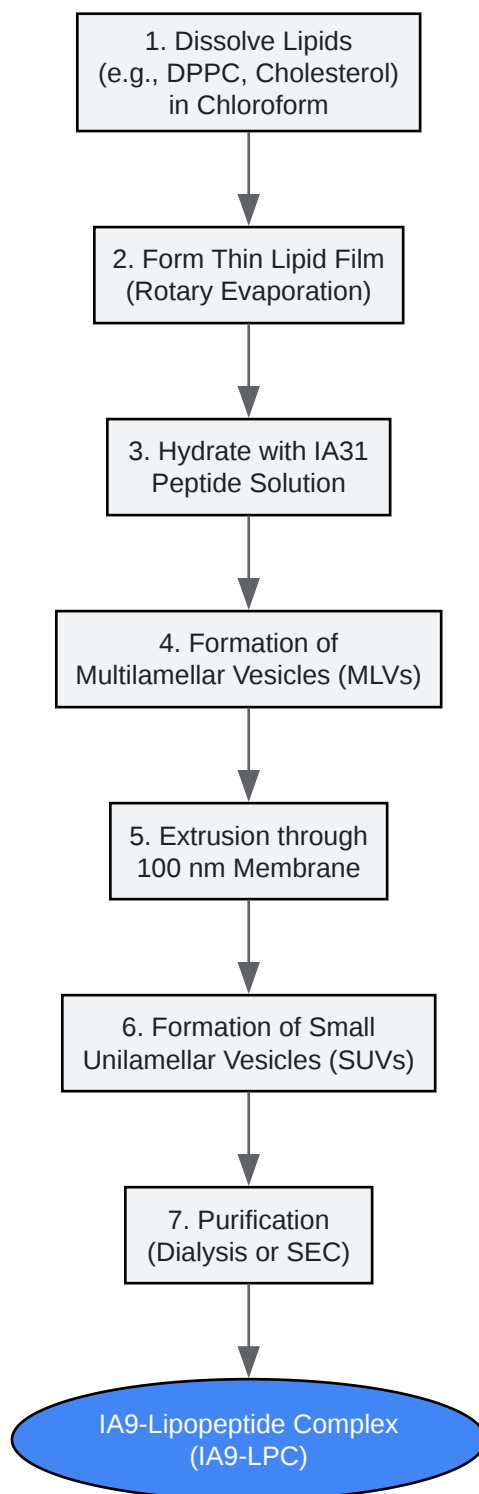 1. Dissolve Lipids
(e.g., DPPC, Cholesterol)
in Chloroform
2. Form Thin Lipid Film
(Rotary Evaporation)
3. Hydrate with IA31
Peptide Solution
4. Formation of
Multilamellar Vesicles (MLVs)
5. Extrusion through
100 nm Membrane
6. Formation of Small
Unilamellar Vesicles (SUVs)
7. Purification
(Dialysis or SEC)
IA9-Lipopeptide Complex
(IA9-LPC)